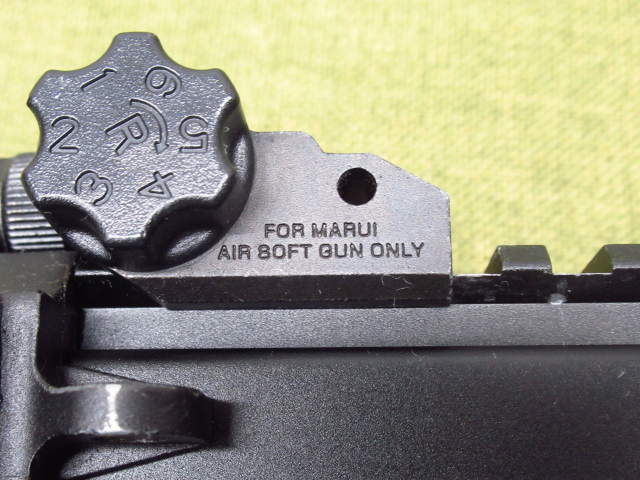 1 2 3 4 5 6
R
FOR MARUI
AIR SOFT GUN ONLY